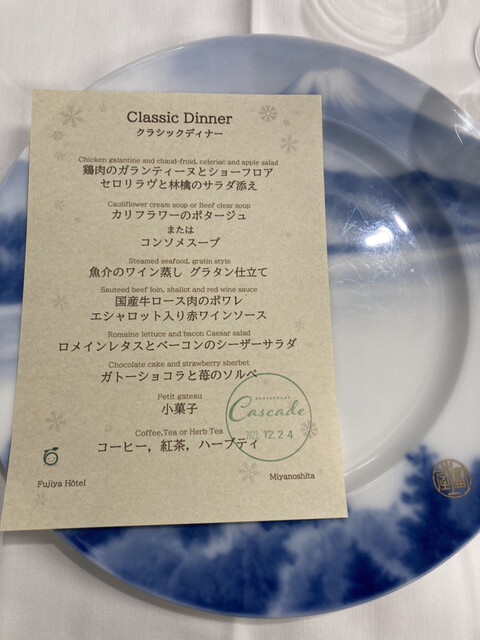 Classic Dinner
クラシックディナー
Chicken galantine and chaud-froid, celeriac and apple salad
鶏肉のガランティーヌとショーフロア
セロリラヴと林檎のサラダ添え
Cauliflower cream soup or Beef clear soup
カリフラワーのポタージュ
または
コンソメスープ
Steamed seafood, gratin style
魚介のワイン蒸し グラタン仕立て
Sauteed beef loin, shallot and red wine sauce
国産牛ロース肉のポワレ
エシャロット入り赤ワインソース
Romaine lettuce and bacon Caesar salad
ロメインレタスとベーコンのシーザーサラダ
Chocolate cake and strawberry sherbet
ガトーショコラと苺のソルベ
Petit gateau
小菓子
RESTAURANT
Cascade
12.2.4
Coffee,Tea or Herb Tea
コーヒー，紅茶，ハーブティ
Fujiya Hôtel
Miyanoshita